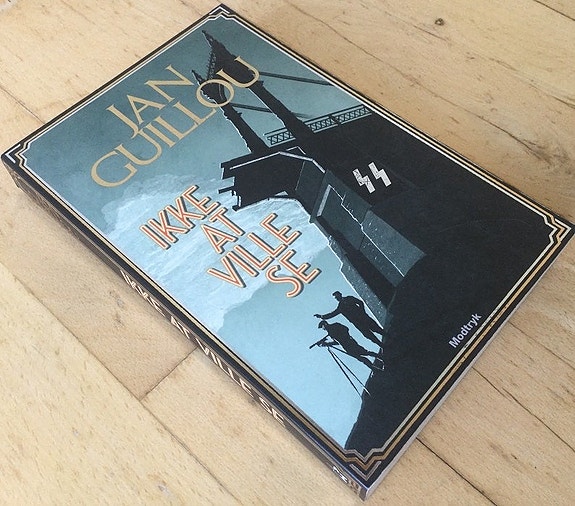 JAN
GUILLOU
IKKE
AT
VILLE
SE
Modtryk
IKKE AT VILLE SE